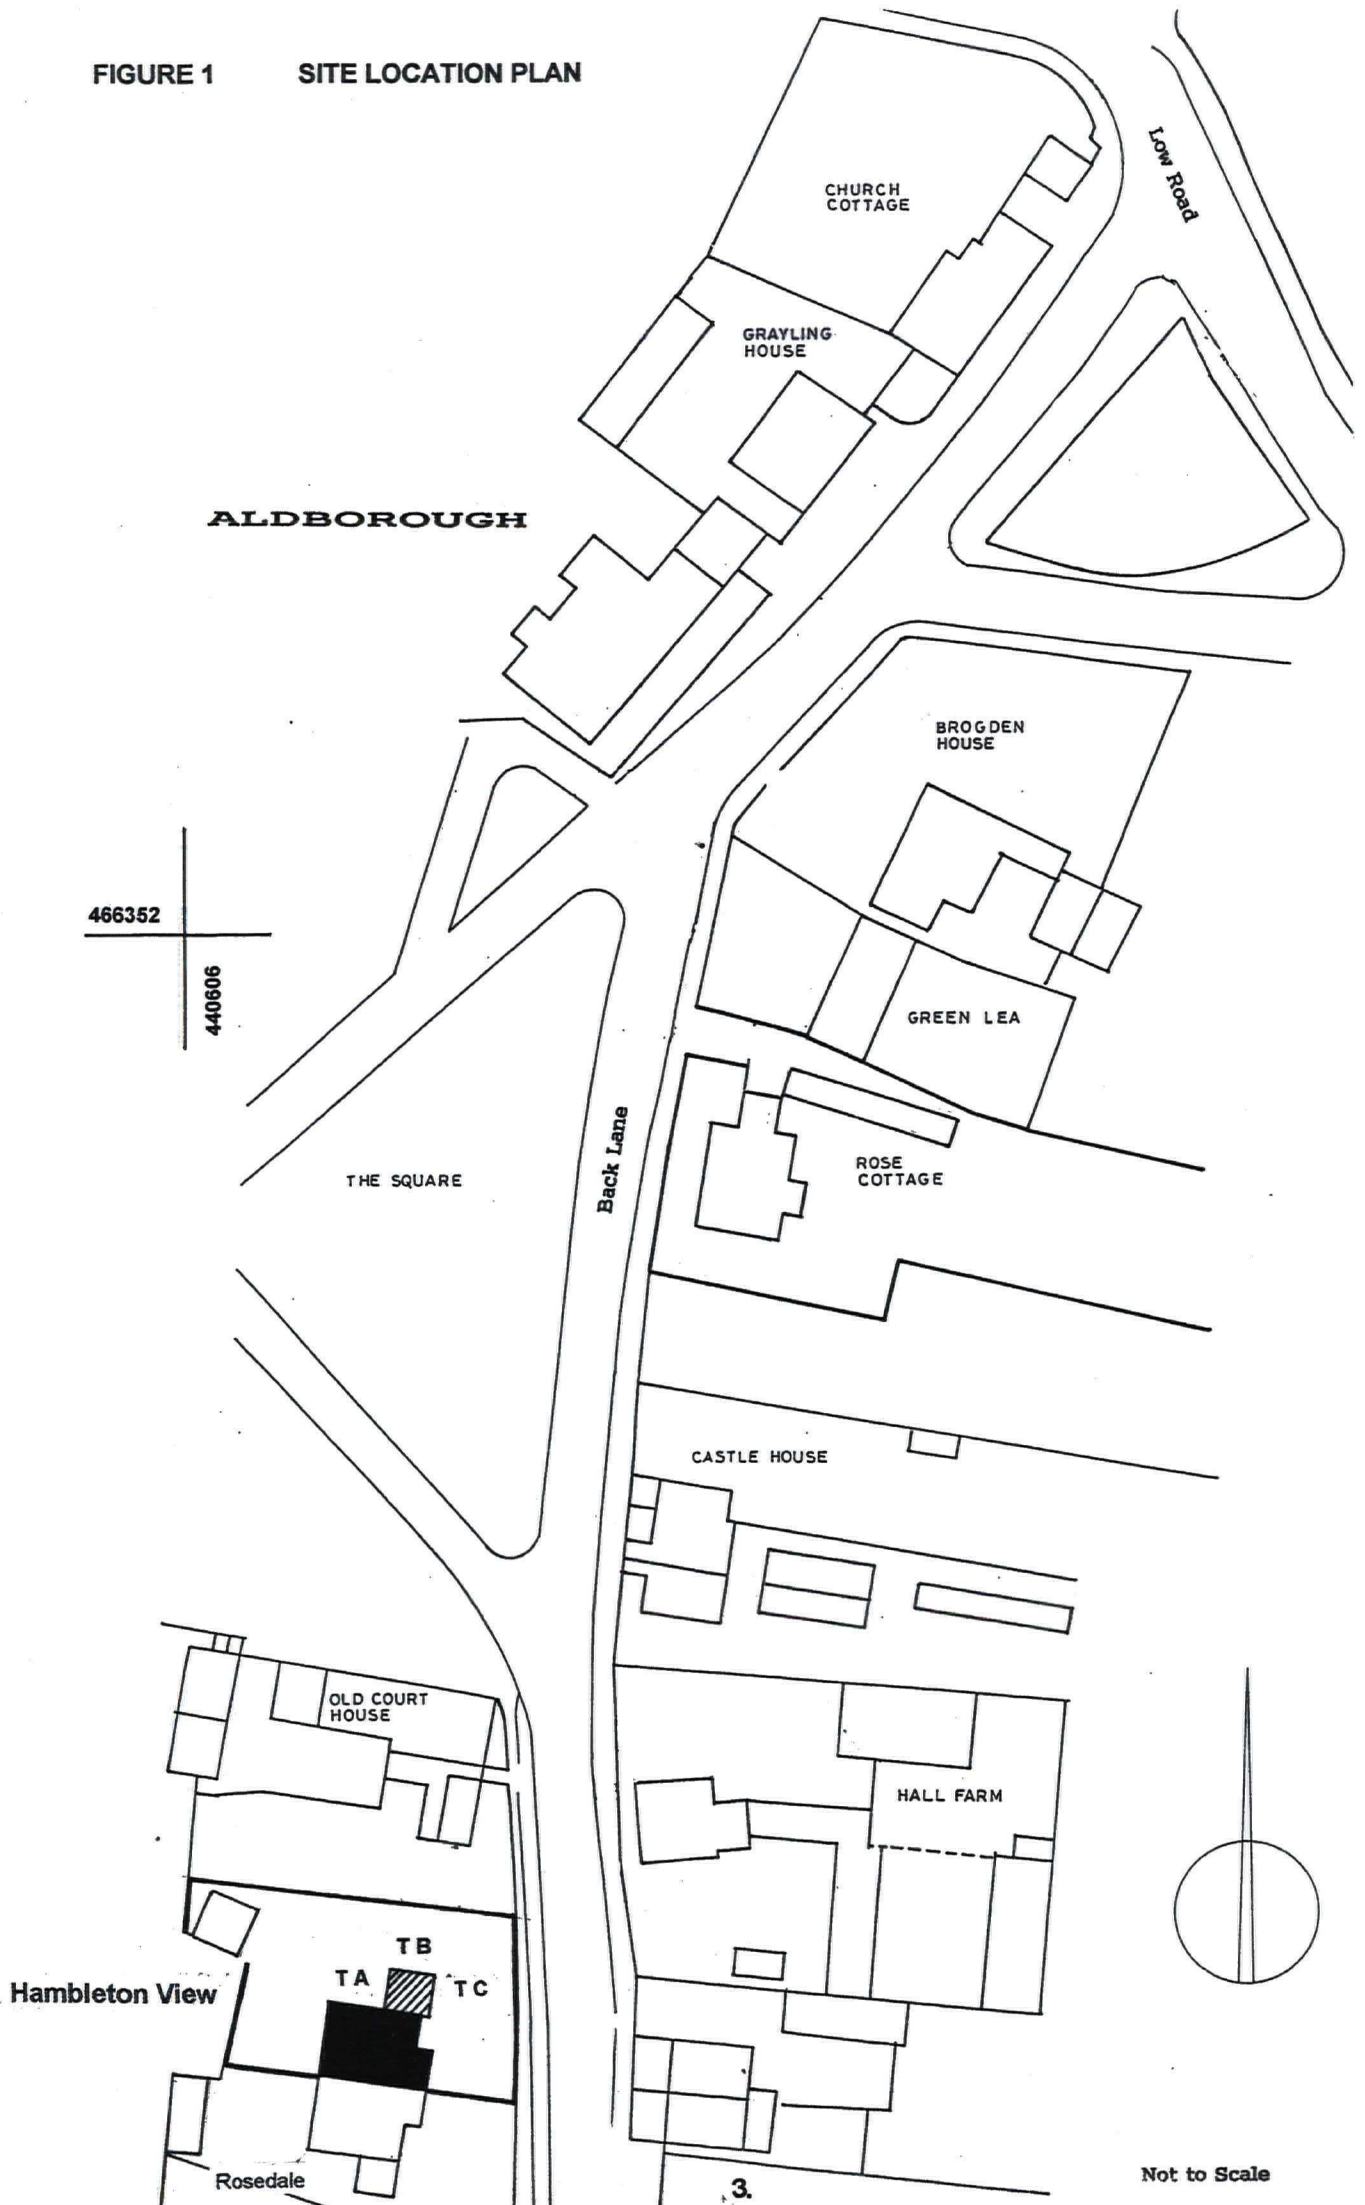 FIGURE 1 SITE LOCATION PLAN
Low Road
CHURCH
COTTAGE
GRAYLING
HOUSE
ALDBOROUGH
BROGDEN
HOUSE
466352
440606
GREEN LEA
Back Lane
THE SQUARE
ROSE
COTTAGE
CASTLE HOUSE
OLD COURT
HOUSE
HALL FARM
TB
TA
TC
Hambleton View
Rosedale
Not to Scale
3.